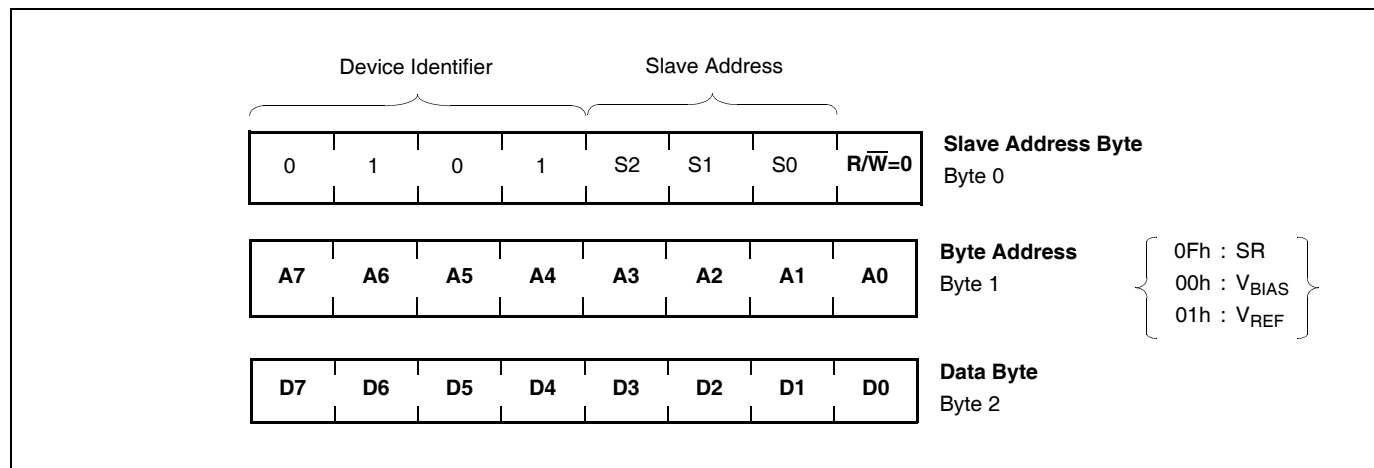 Device Identifier Slave Address
0 1 0 1 S2 S1 S0 R/W̅=0 Slave Address Byte
Byte 0
A7 A6 A5 A4 A3 A2 A1 A0 Byte Address
Byte 1
0Fh : SR
00h : VBIAS
01h : VREF
D7 D6 D5 D4 D3 D2 D1 D0 Data Byte
Byte 2